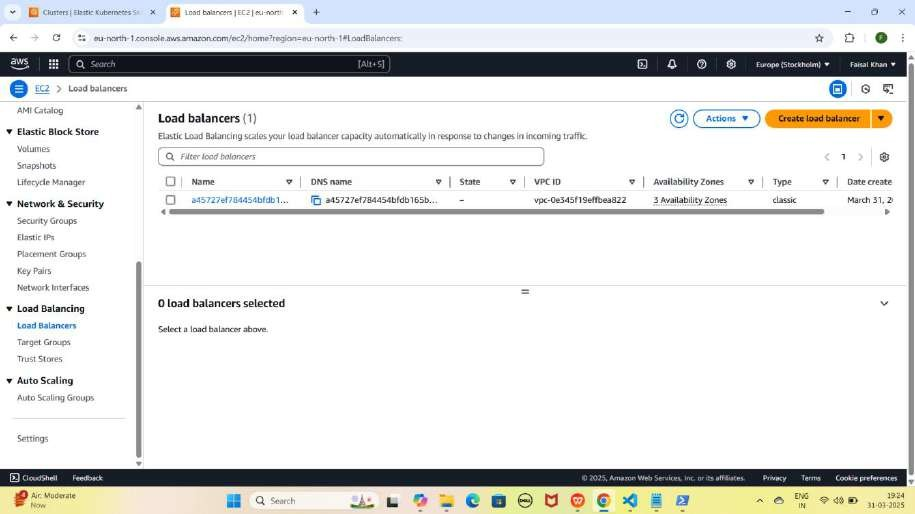 Clusters | Elastic Kubernetes Se
Load balancers | EC2 | eu-north-1
eu-north-1.console.aws.amazon.com/ec2/home?region=eu-north-1#LoadBalancers:
aws
Search
[Alt+S]
Europe (Stockholm)
Faisal Khan
EC2 > Load balancers
AMI Catalog
Elastic Block Store
Volumes
Snapshots
Lifecycle Manager
Network & Security
Security Groups
Elastic IPs
Placement Groups
Key Pairs
Network Interfaces
Load Balancing
Load Balancers
Target Groups
Trust Stores
Auto Scaling
Auto Scaling Groups
Settings
Load balancers (1)
Actions
Create load balancer
Elastic Load Balancing scales your load balancer capacity automatically in response to changes in incoming traffic.
Filter load balancers
1
Name DNS name State VPC ID Availability Zones Type Date create
a45727ef784454bfdb1... a45727ef784454bfdb165b... – vpc-0e345f19effbea822 3 Availability Zones classic March 31, 20
0 load balancers selected
Select a load balancer above.
CloudShell Feedback © 2025, Amazon Web Services, Inc. or its affiliates. Privacy Terms Cookie preferences
4
Air: Moderate
Now
Search
DELL
ENG
IN
19:24
31-03-2025